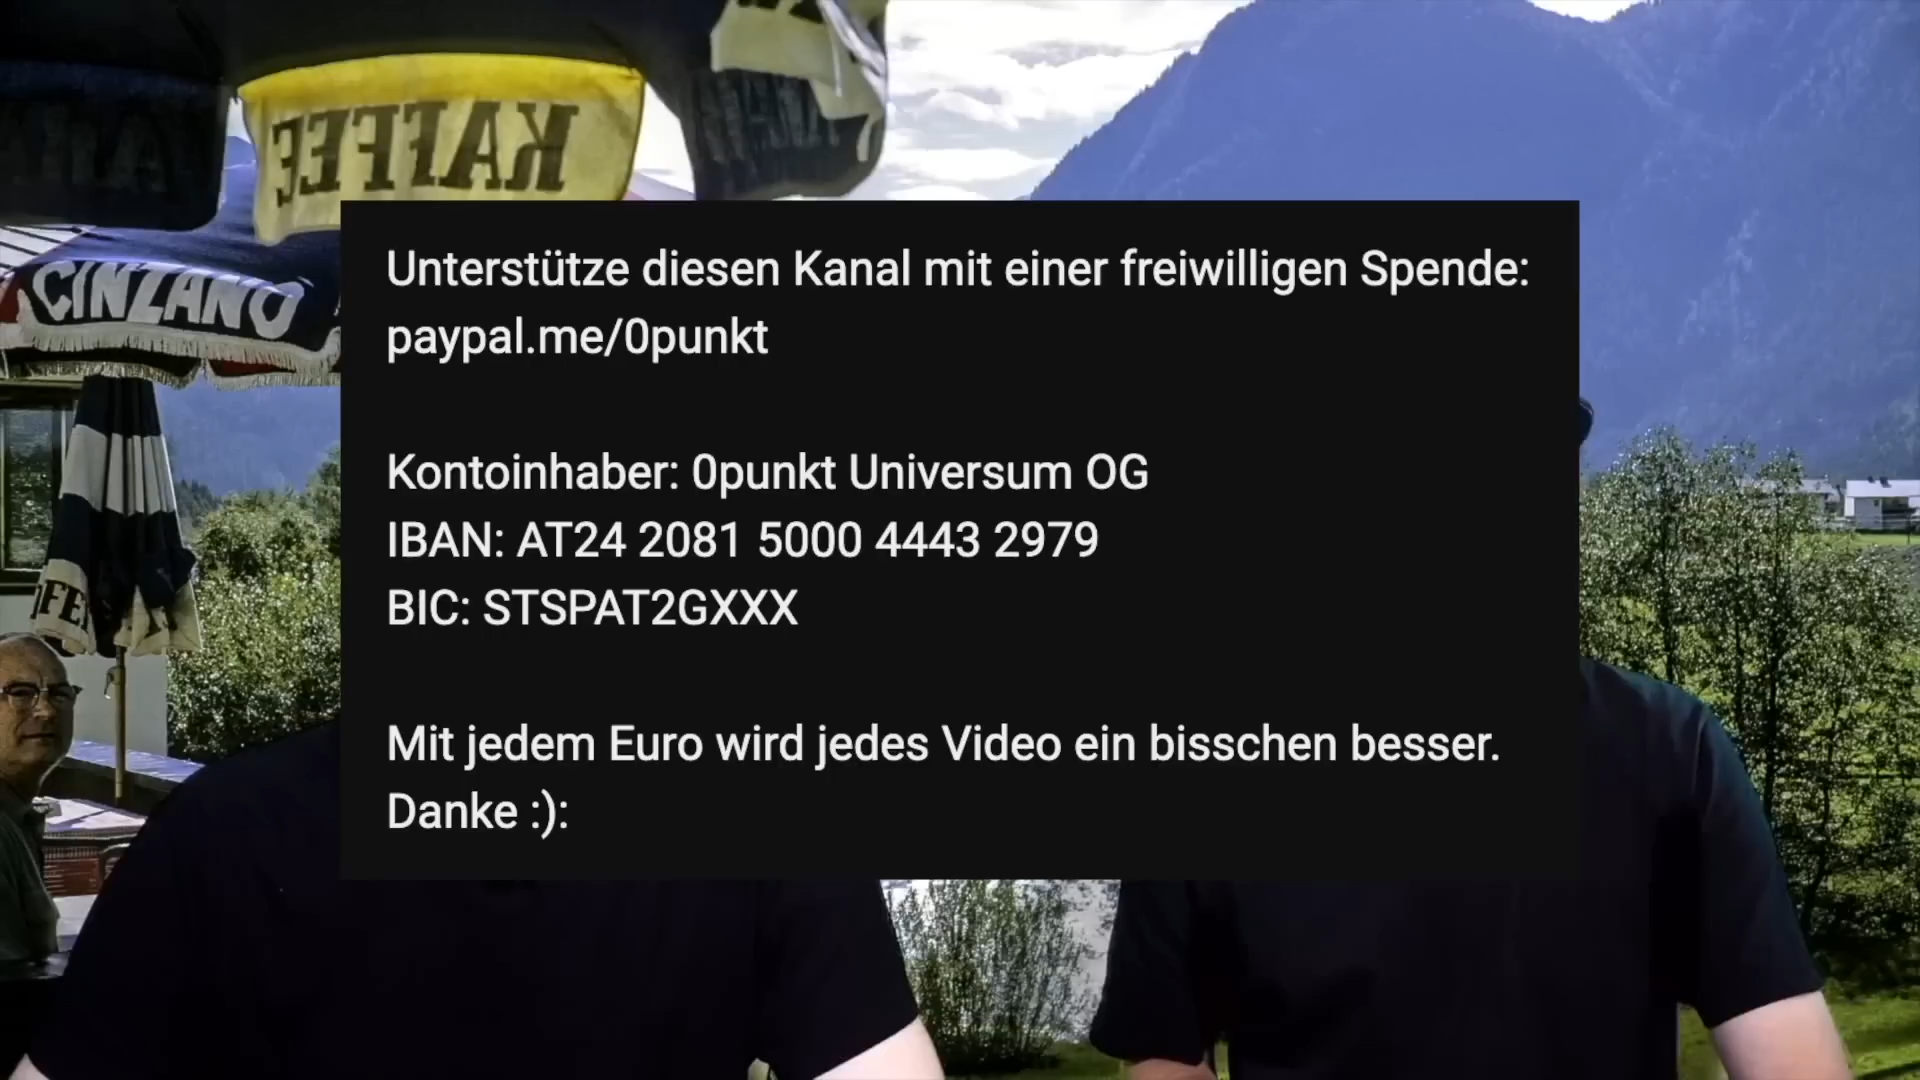 KAFFEE
CINZANO
Unterstütze diesen Kanal mit einer freiwilligen Spende:
paypal.me/0punkt
Kontoinhaber: 0punkt Universum OG
IBAN: AT24 2081 5000 4443 2979
BIC: STSPAT2GXXX
Mit jedem Euro wird jedes Video ein bisschen besser.
Danke :):